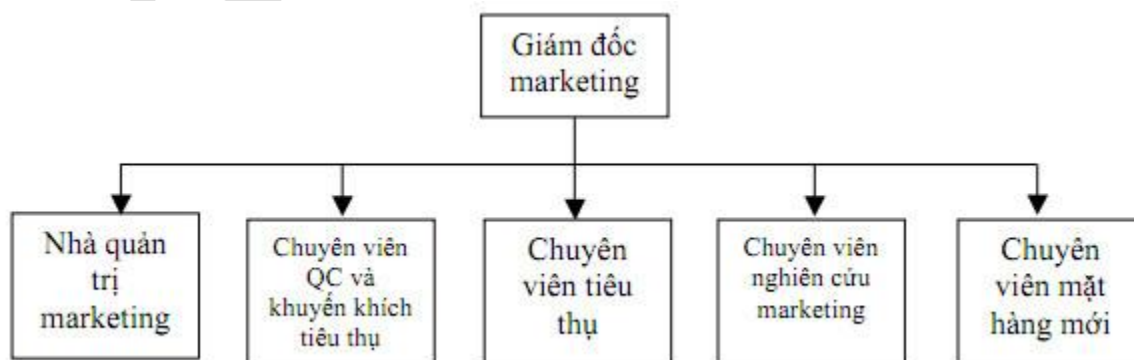 Giám đốc
marketing
Nhà quản
trị
marketing
Chuyên viên
QC và
khuyến khích
tiêu thụ
Chuyên
viên tiêu
thụ
Chuyên viên
nghiên cứu
marketing
Chuyên
viên mặt
hàng mới